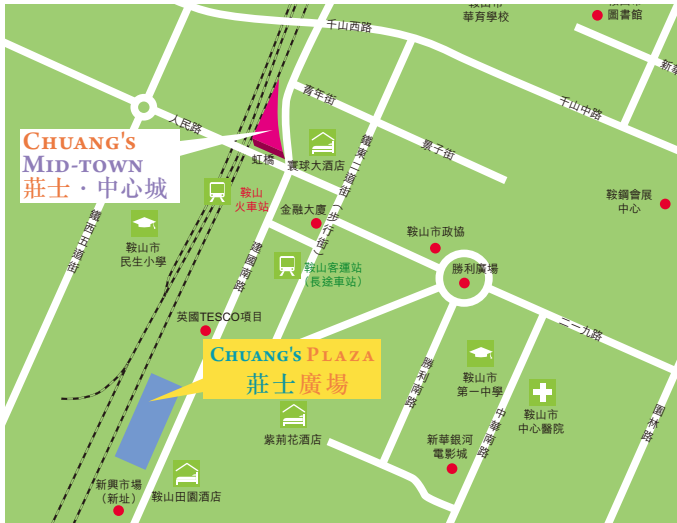 千山西路
華育學校
圖書館
千山中路
青年街
人民路
景子街
CHUANG'S
MID-TOWN
莊士・中心城
虹橋
寰球大酒店
鐵東二道街（步行街）
鞍山
火車站
金融大廈
鞍鋼會展
中心
鐵西五道街
鞍山市
民生小學
建國南路
鞍山市政協
鞍山客運站
（長途車站）
勝利廣場
二一九路
英國TESCO項目
CHUANG'S PLAZA
莊士廣場
勝利南路
鞍山市
第一中學
中華南路
鞍山市
中心醫院
園林路
紫荊花酒店
新華銀河
電影城
新興市場
（新址）
鞍山田園酒店